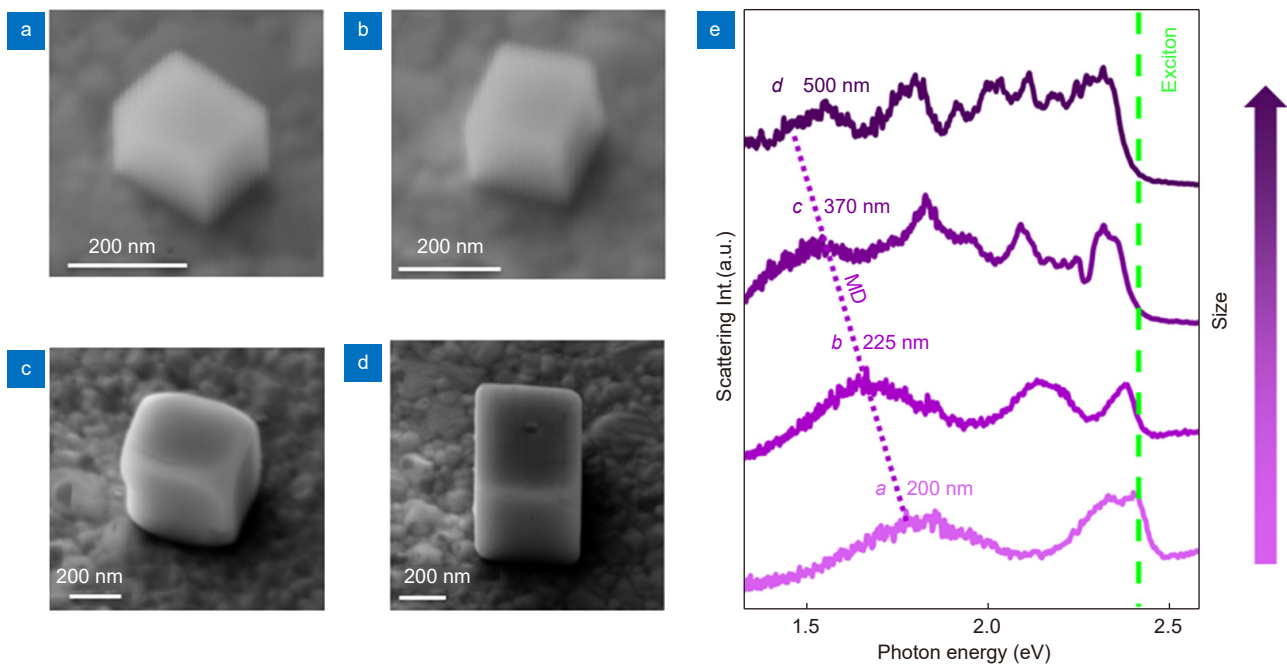 a
200 nm
b
200 nm
c
200 nm
d
200 nm
e
Exciton
d 500 nm
c 370 nm
MD
b 225 nm
a 200 nm
Scattering Int.(a.u.)
1.5 2.0 2.5
Photon energy (eV)
Size